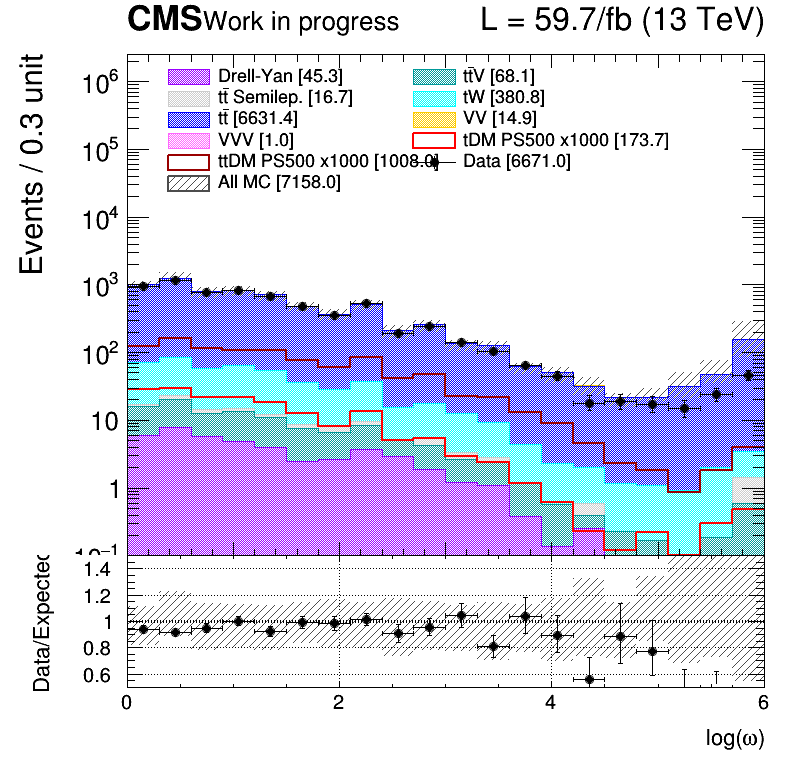 CMS Work in progress L = 59.7/fb (13 TeV)
Drell-Yan [45.3] tt̄V [68.1]
tt̄ Semilep. [16.7] tW [380.8]
tt̄ [6631.4] VV [14.9]
VVV [1.0] tDM PS500 x1000 [173.7]
ttDM PS500 x1000 [1008.0] Data [6671.0]
All MC [7158.0]
Events / 0.3 unit
10⁶
10⁵
10⁴
10³
10²
10
1
10⁻¹
Data/Expected
1.4
1.2
1
0.8
0.6
0 2 4 6
log(ω)